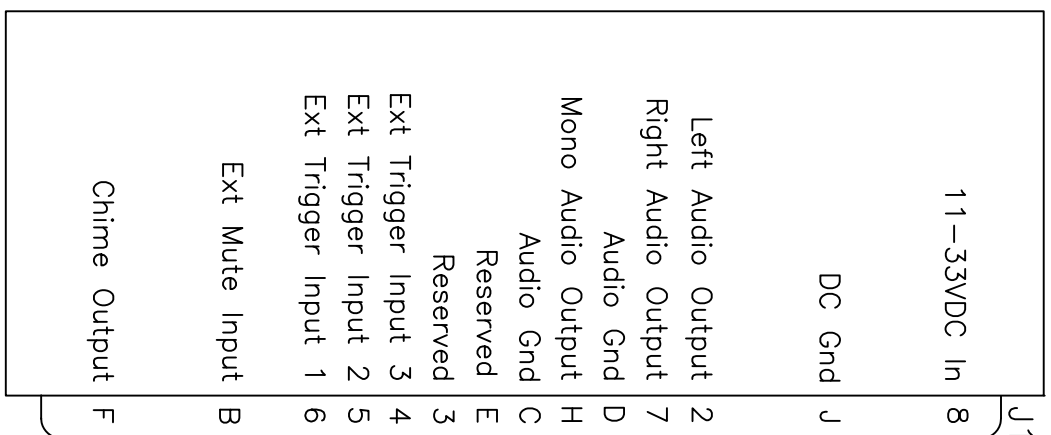 11-33VDC In 8
DC Gnd J
Left Audio Output 2
Right Audio Output 7
Audio Gnd D
Mono Audio Output H
Audio Gnd C
Reserved E
Reserved 3
Ext Trigger Input 3 4
Ext Trigger Input 2 5
Ext Trigger Input 1 6
Ext Mute Input B
Chime Output F